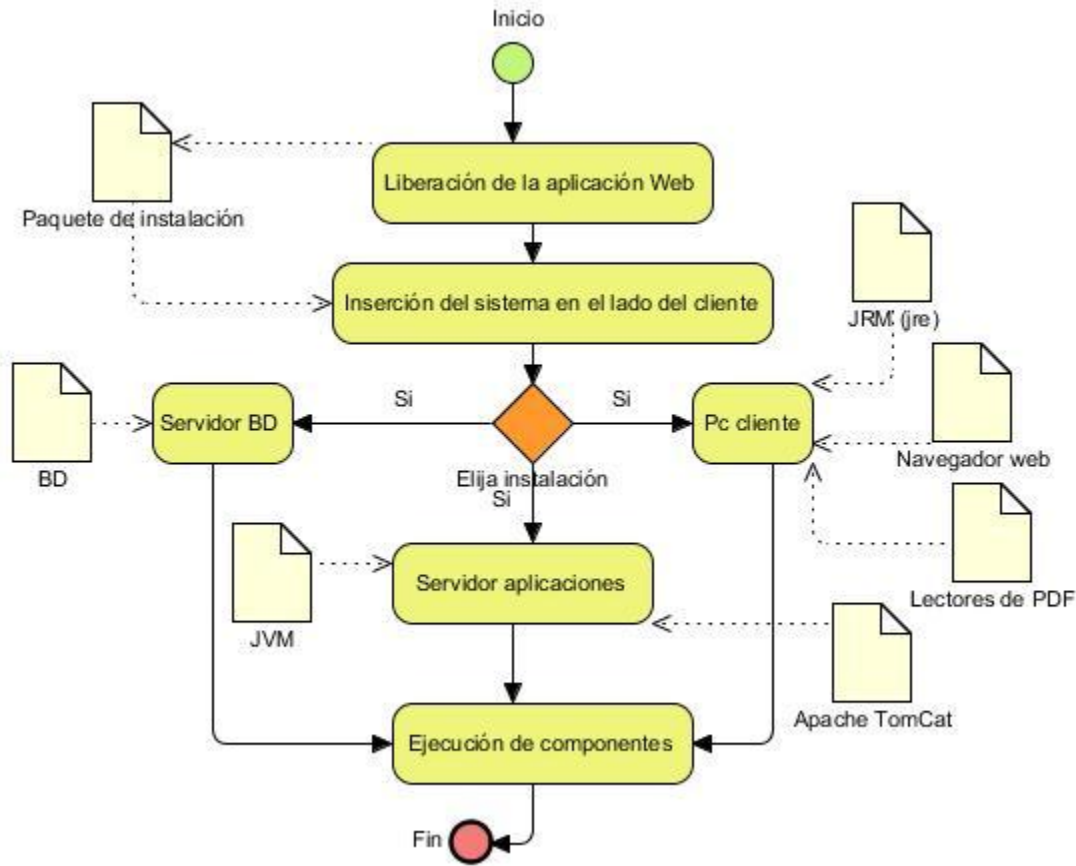 Inicio
Liberación de la aplicación Web
Paquete de instalación
Inserción del sistema en el lado del cliente
JRM (jre)
Si
Si
Servidor BD
Pc cliente
BD
Navegador web
Elija instalación
Si
Servidor aplicaciones
JVM
Lectores de PDF
Apache TomCat
Ejecución de componentes
Fin